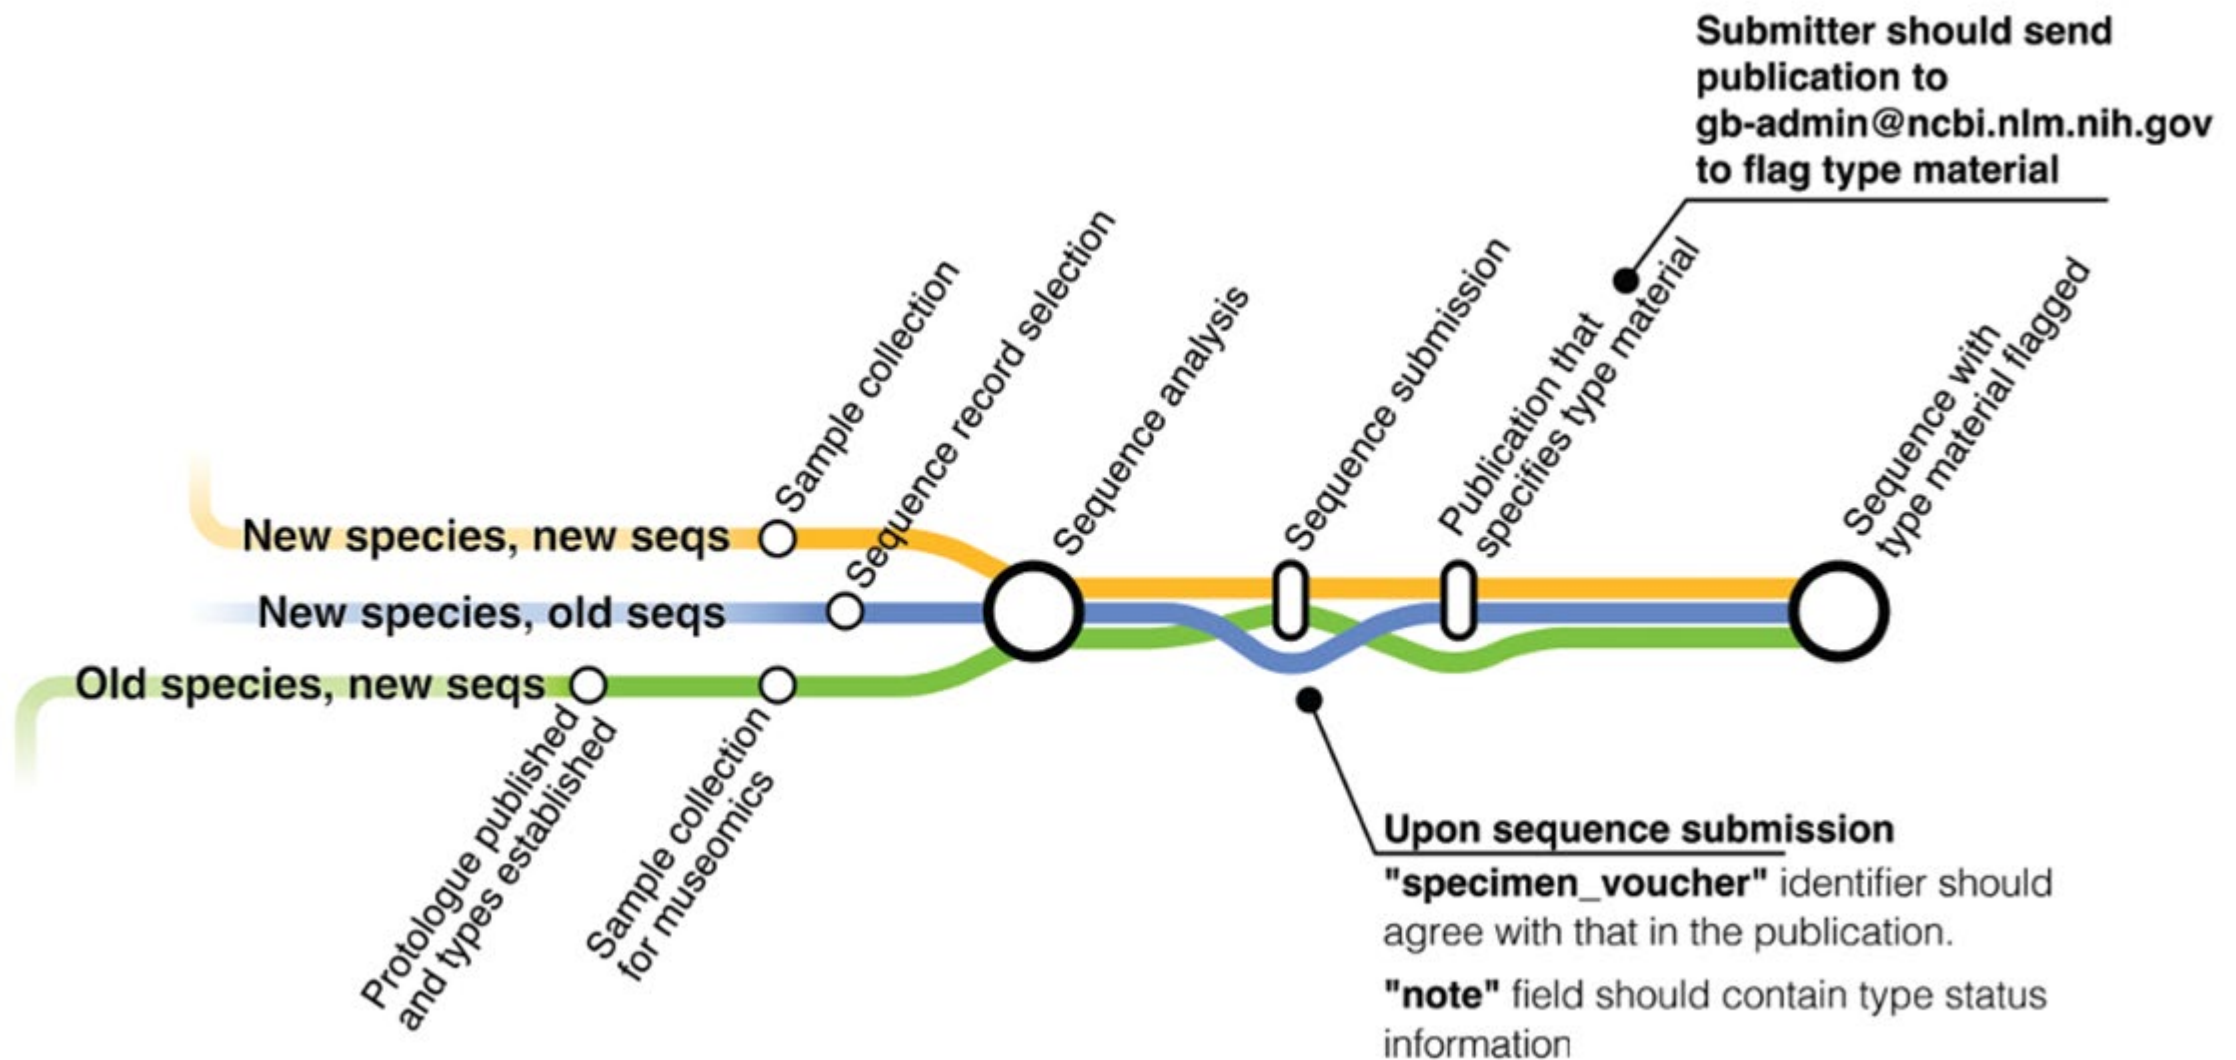 Submitter should send
publication to
gb-admin@ncbi.nlm.nih.gov
to flag type material
Sample collection
Sequence record selection
Sequence analysis
Sequence submission
Publication that
specifies type material
Sequence with
type material flagged
New species, new seqs
New species, old seqs
Old species, new seqs
Protologue published
and types established
Sample collection
for museomics
Upon sequence submission
"specimen_voucher" identifier should
agree with that in the publication.
"note" field should contain type status
information